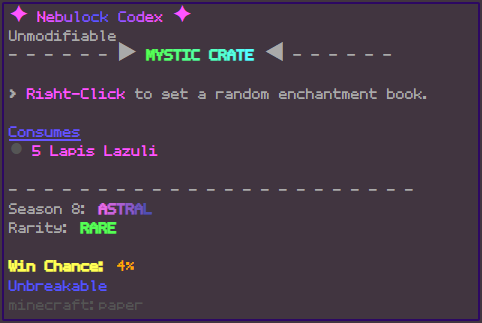 ✦ Nebulock Codex ✦
Unmodifiable
- - - - - - ▶ MYSTIC CRATE ◀ - - - - - -
> Right-Click to get a random enchantment book.
Consumes
● 5 Lapis Lazuli
- - - - - - - - - - - - - - - - - - - - - - - -
Season 8: ASTRAL
Rarity: RARE
Win Chance: 4%
Unbreakable
minecraft:paper